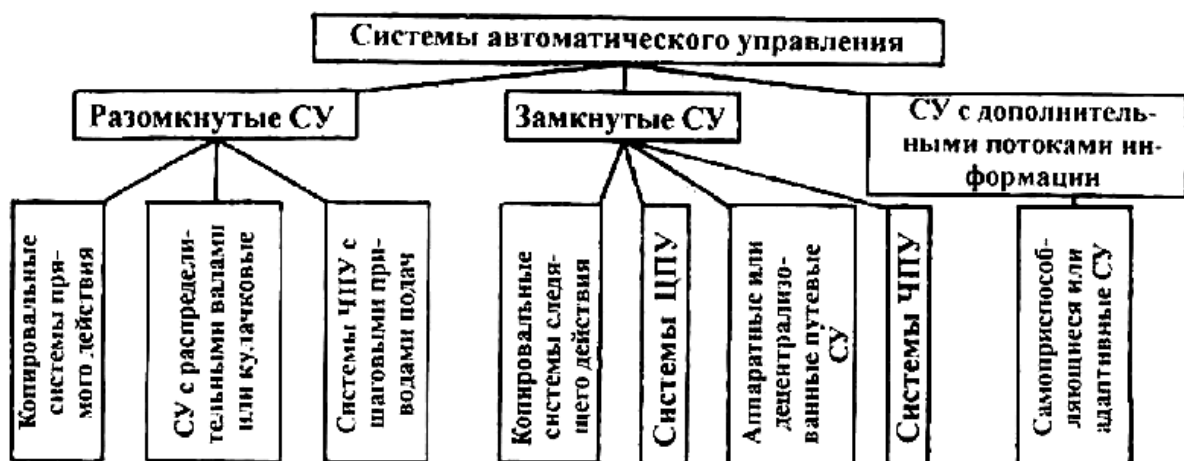 Системы автоматического управления
Разомкнутые СУ
Замкнутые СУ
СУ с дополнитель-
ными потоками ин-
формации
Копировальные
системы пря-
мого действия
СУ с распредели-
тельными валами
или кулачковые
Системы ЧПУ с
шаговыми при-
водами подач
Копировальные
системы следя-
щего действия
Системы ЦПУ
Аппаратные или
децентрализо-
ванные путевые
СУ
Системы ЧПУ
Самоприспособ-
ляющиеся или
адаптивные СУ